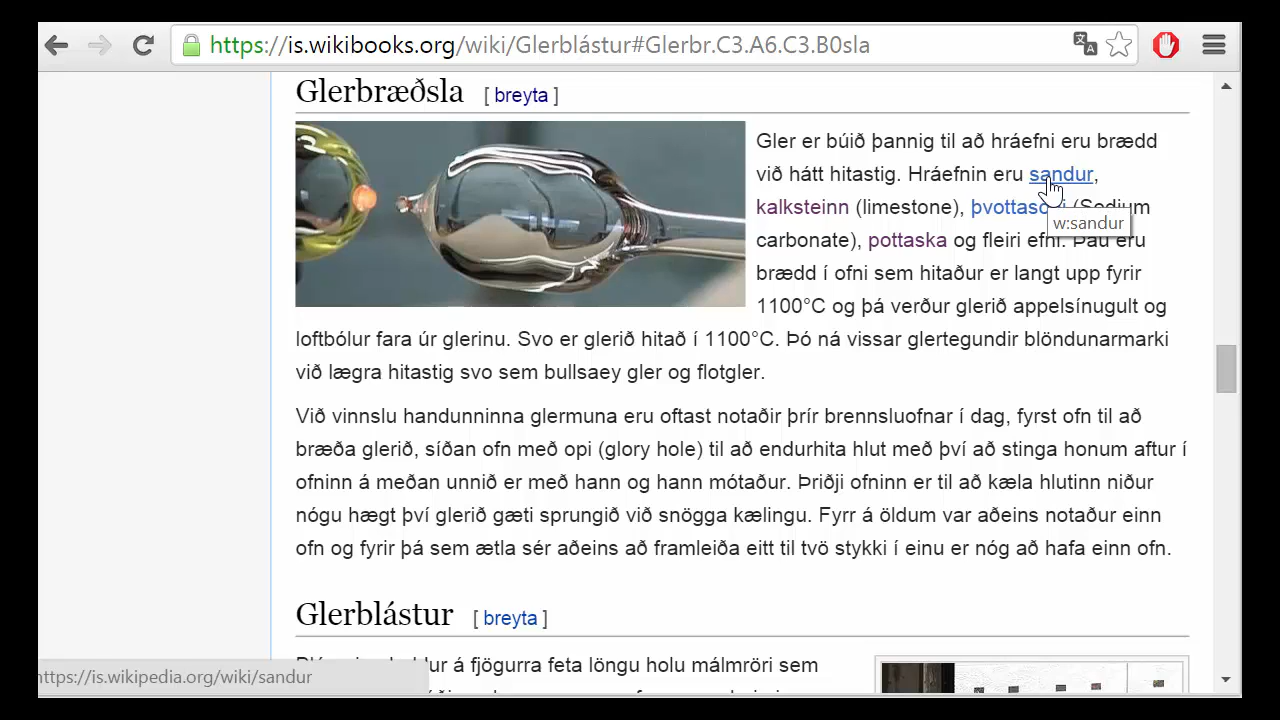 https://is.wikibooks.org/wiki/Glerblástur#Glerbr.C3.A6.C3.B0sla
Glerbræðsla [ breyta ]
Gler er búið þannig til að hráefni eru brædd
við hátt hitastig. Hráefnin eru sandur,
kalksteinn (limestone), (Sodium
w:sandur
carbonate), pottaska og fleiri efni. Þau eru
brædd í ofni sem hitaður er langt upp fyrir
1100°C og þá verður glerið appelsínugult og
loftbólur fara úr glerinu. Svo er glerið hitað í 1100°C. Þó ná vissar glertegundir blöndunarmarki
við lægra hitastig svo sem bullsaey gler og flotgler.
Við vinnslu handunninna glermuna eru oftast notaðir þrír brennsluofnar í dag, fyrst ofn til að
bræða glerið, síðan ofn með opi (glory hole) til að endurhita hlut með því að stinga honum aftur í
ofninn á meðan unnið er með hann og hann mótaður. Þriðji ofninn er til að kæla hlutinn niður
nógu hægt því glerið gæti sprungið við snögga kælingu. Fyrr á öldum var aðeins notaður einn
ofn og fyrir þá sem ætla sér aðeins að framleiða eitt til tvö stykki í einu er nóg að hafa einn ofn.
Glerblástur [ breyta ]
á fjögurra feta löngu holu málmröri sem
https://is.wikipedia.org/wiki/sandur